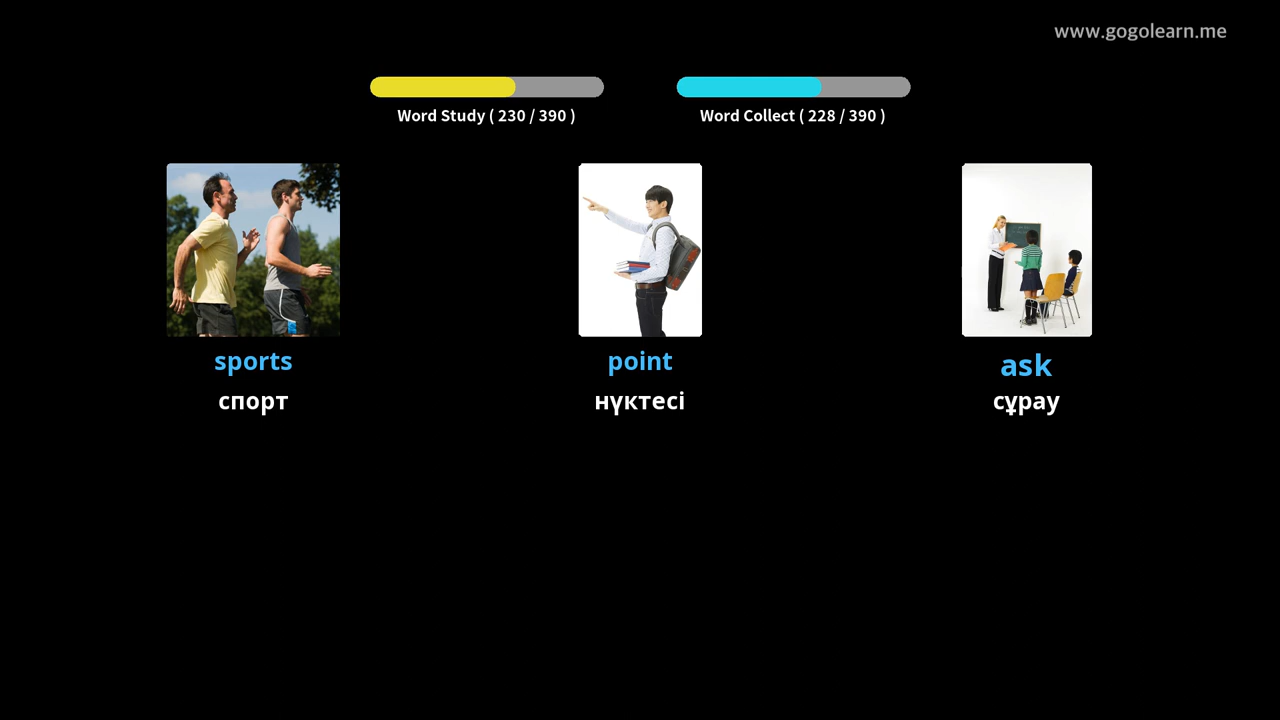 www.gogolearn.me
Word Study ( 230 / 390 )
Word Collect ( 228 / 390 )
sports
point
ask
спорт
нүктесі
сұрау